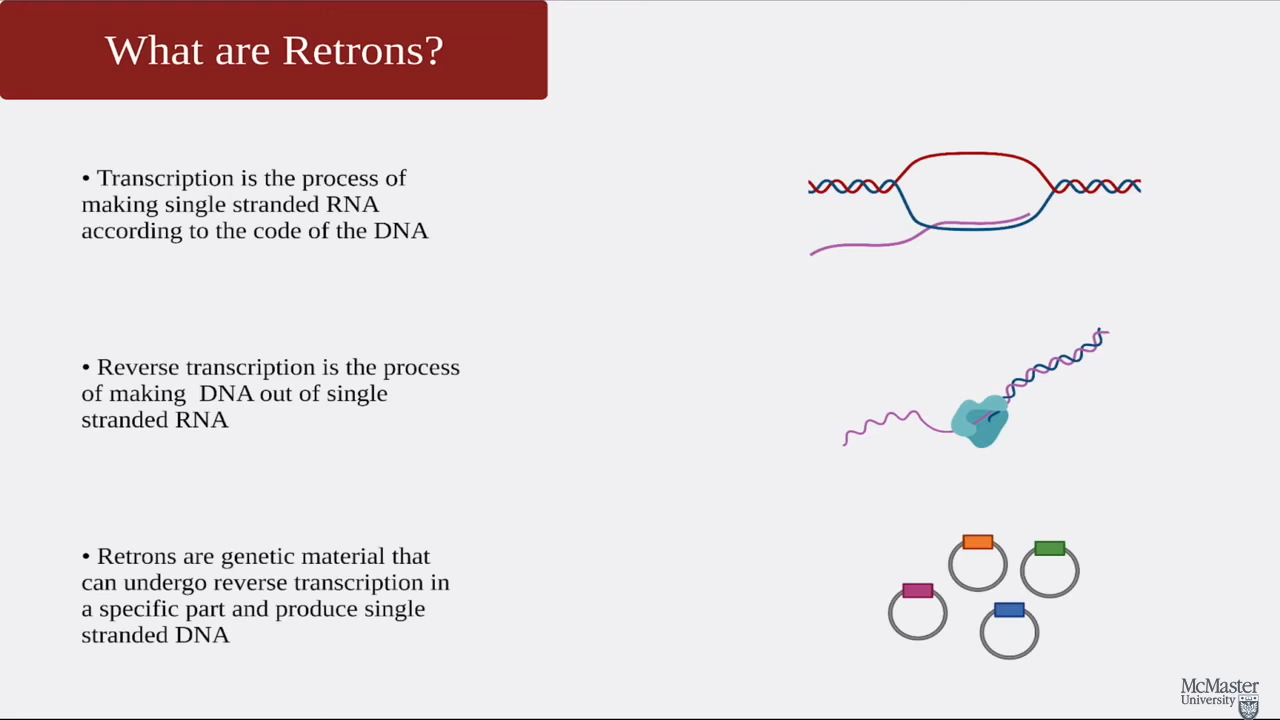 What are Retrons?
• Transcription is the process of
making single stranded RNA
according to the code of the DNA
• Reverse transcription is the process
of making  DNA out of single
stranded RNA
• Retrons are genetic material that
can undergo reverse transcription in
a specific part and produce single
stranded DNA
McMaster
University